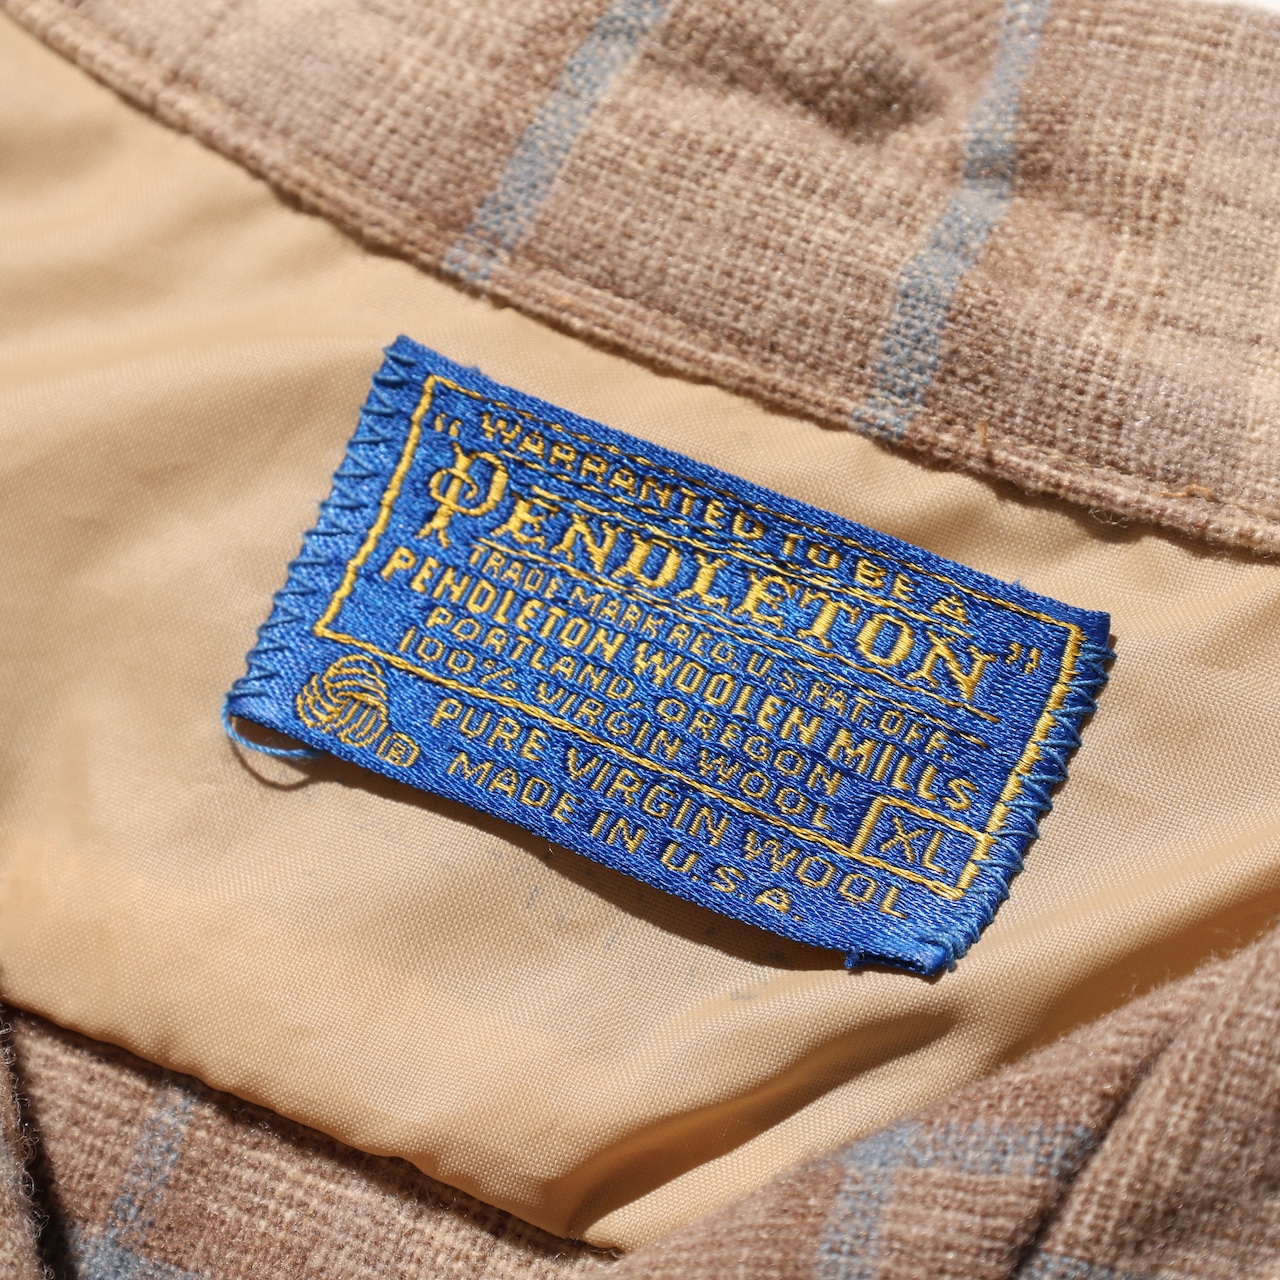 "WARRANTED TO BE A
PENDLETON"
TRADE MARK REG. U.S. PAT. OFF.
PENDLETON WOOLEN MILLS
PORTLAND, OREGON
100% VIRGIN WOOL
XL
PURE VIRGIN WOOL
® MADE IN U.S.A.